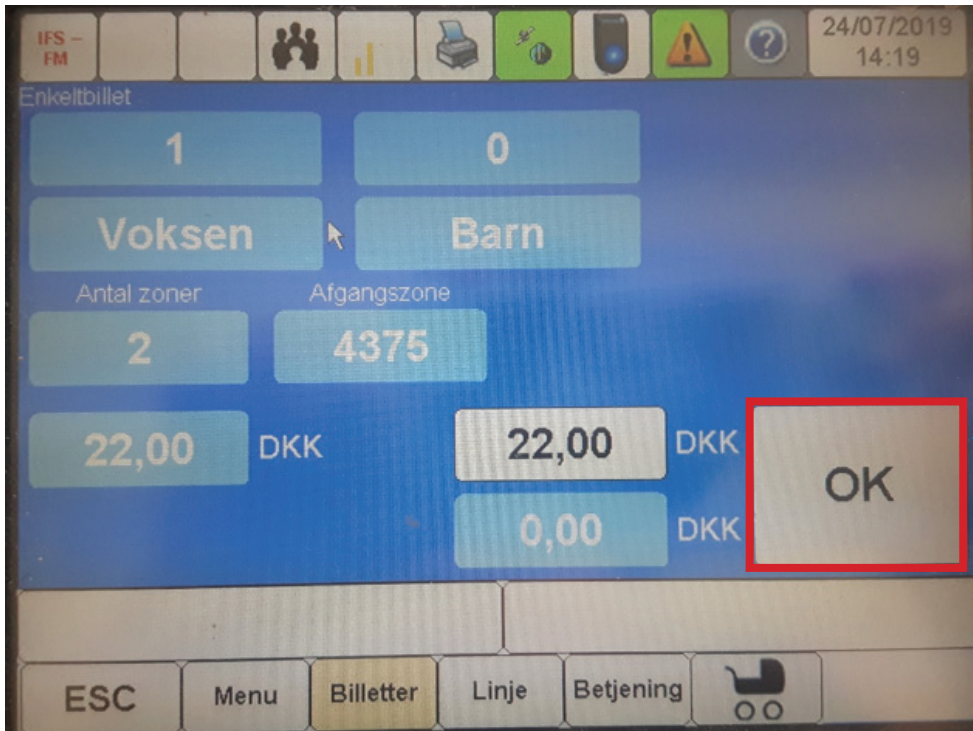 IFS –
FM
?
24/07/2019
14:19
Enkeltbillet
1
0
Voksen
Barn
Antal zoner
Afgangszone
2
4375
22,00 DKK
22,00 DKK
OK
0,00 DKK
ESC
Menu
Billetter
Linje
Betjening